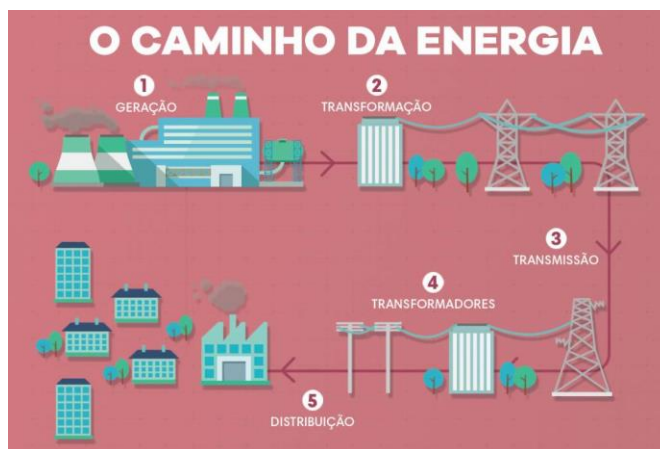 O CAMINHO DA ENERGIA
1
GERAÇÃO
2
TRANSFORMAÇÃO
3
TRANSMISSÃO
4
TRANSFORMADORES
5
DISTRIBUIÇÃO